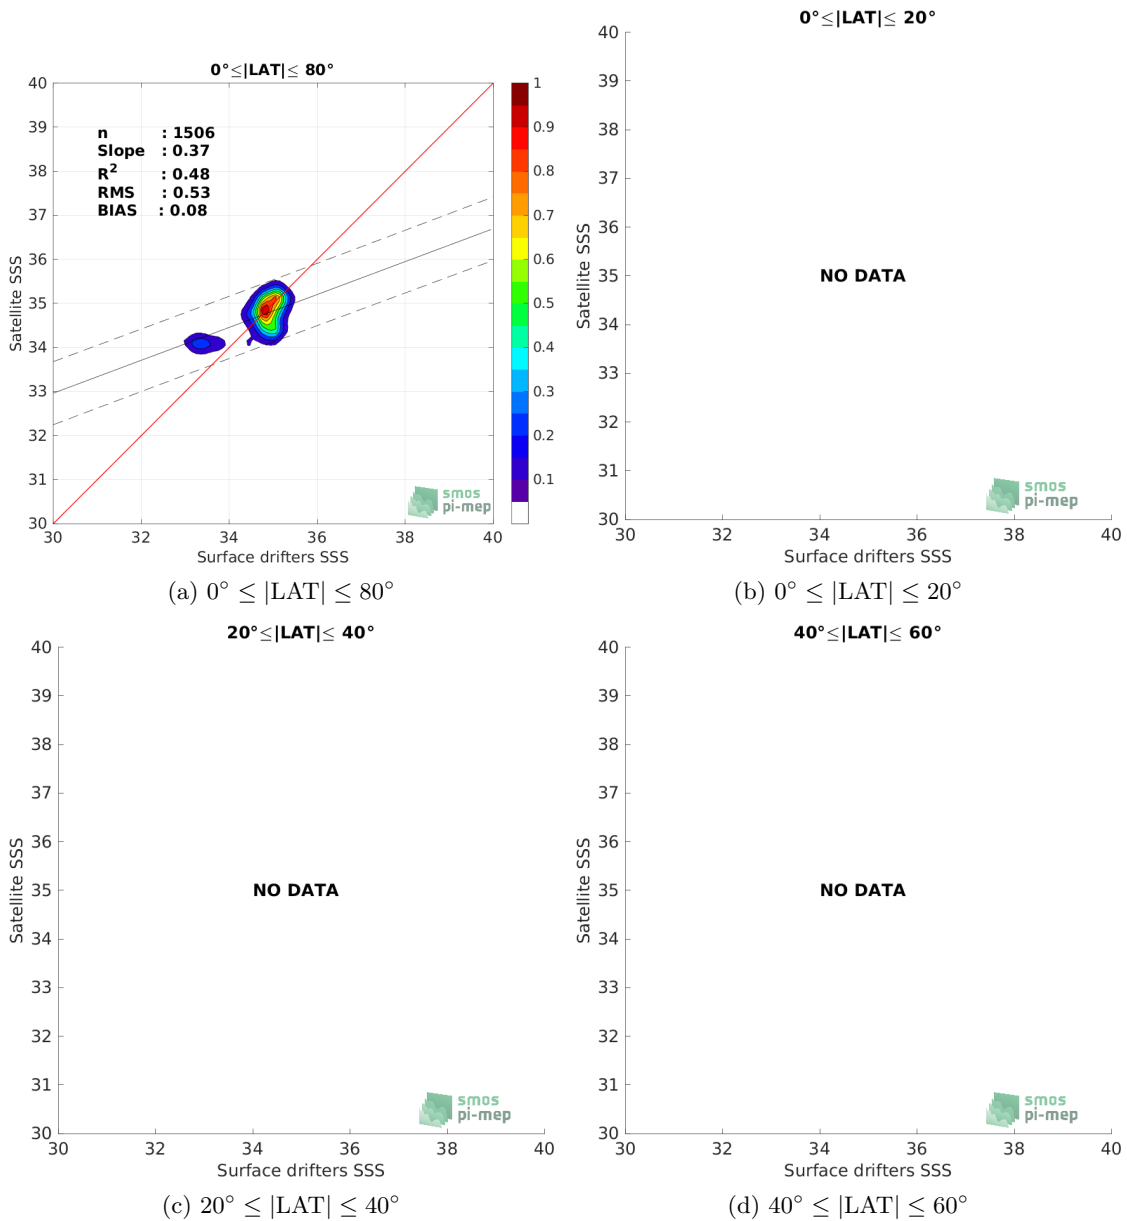 0°≤|LAT|≤ 80°
40
39
38
37
36
35
34
33
32
31
30
Satellite SSS
n : 1506
Slope : 0.37
R² : 0.48
RMS : 0.53
BIAS : 0.08
1
0.9
0.8
0.7
0.6
0.5
0.4
0.3
0.2
0.1
smos
pi-mep
30 32 34 36 38 40
Surface drifters SSS
(a) 0° ≤ |LAT| ≤ 80°
0°≤|LAT|≤ 20°
40
39
38
37
36
35
34
33
32
31
30
Satellite SSS
NO DATA
smos
pi-mep
30 32 34 36 38 40
Surface drifters SSS
(b) 0° ≤ |LAT| ≤ 20°
20°≤|LAT|≤ 40°
40
39
38
37
36
35
34
33
32
31
30
Satellite SSS
NO DATA
smos
pi-mep
30 32 34 36 38 40
Surface drifters SSS
(c) 20° ≤ |LAT| ≤ 40°
40°≤|LAT|≤ 60°
40
39
38
37
36
35
34
33
32
31
30
Satellite SSS
NO DATA
smos
pi-mep
30 32 34 36 38 40
Surface drifters SSS
(d) 40° ≤ |LAT| ≤ 60°